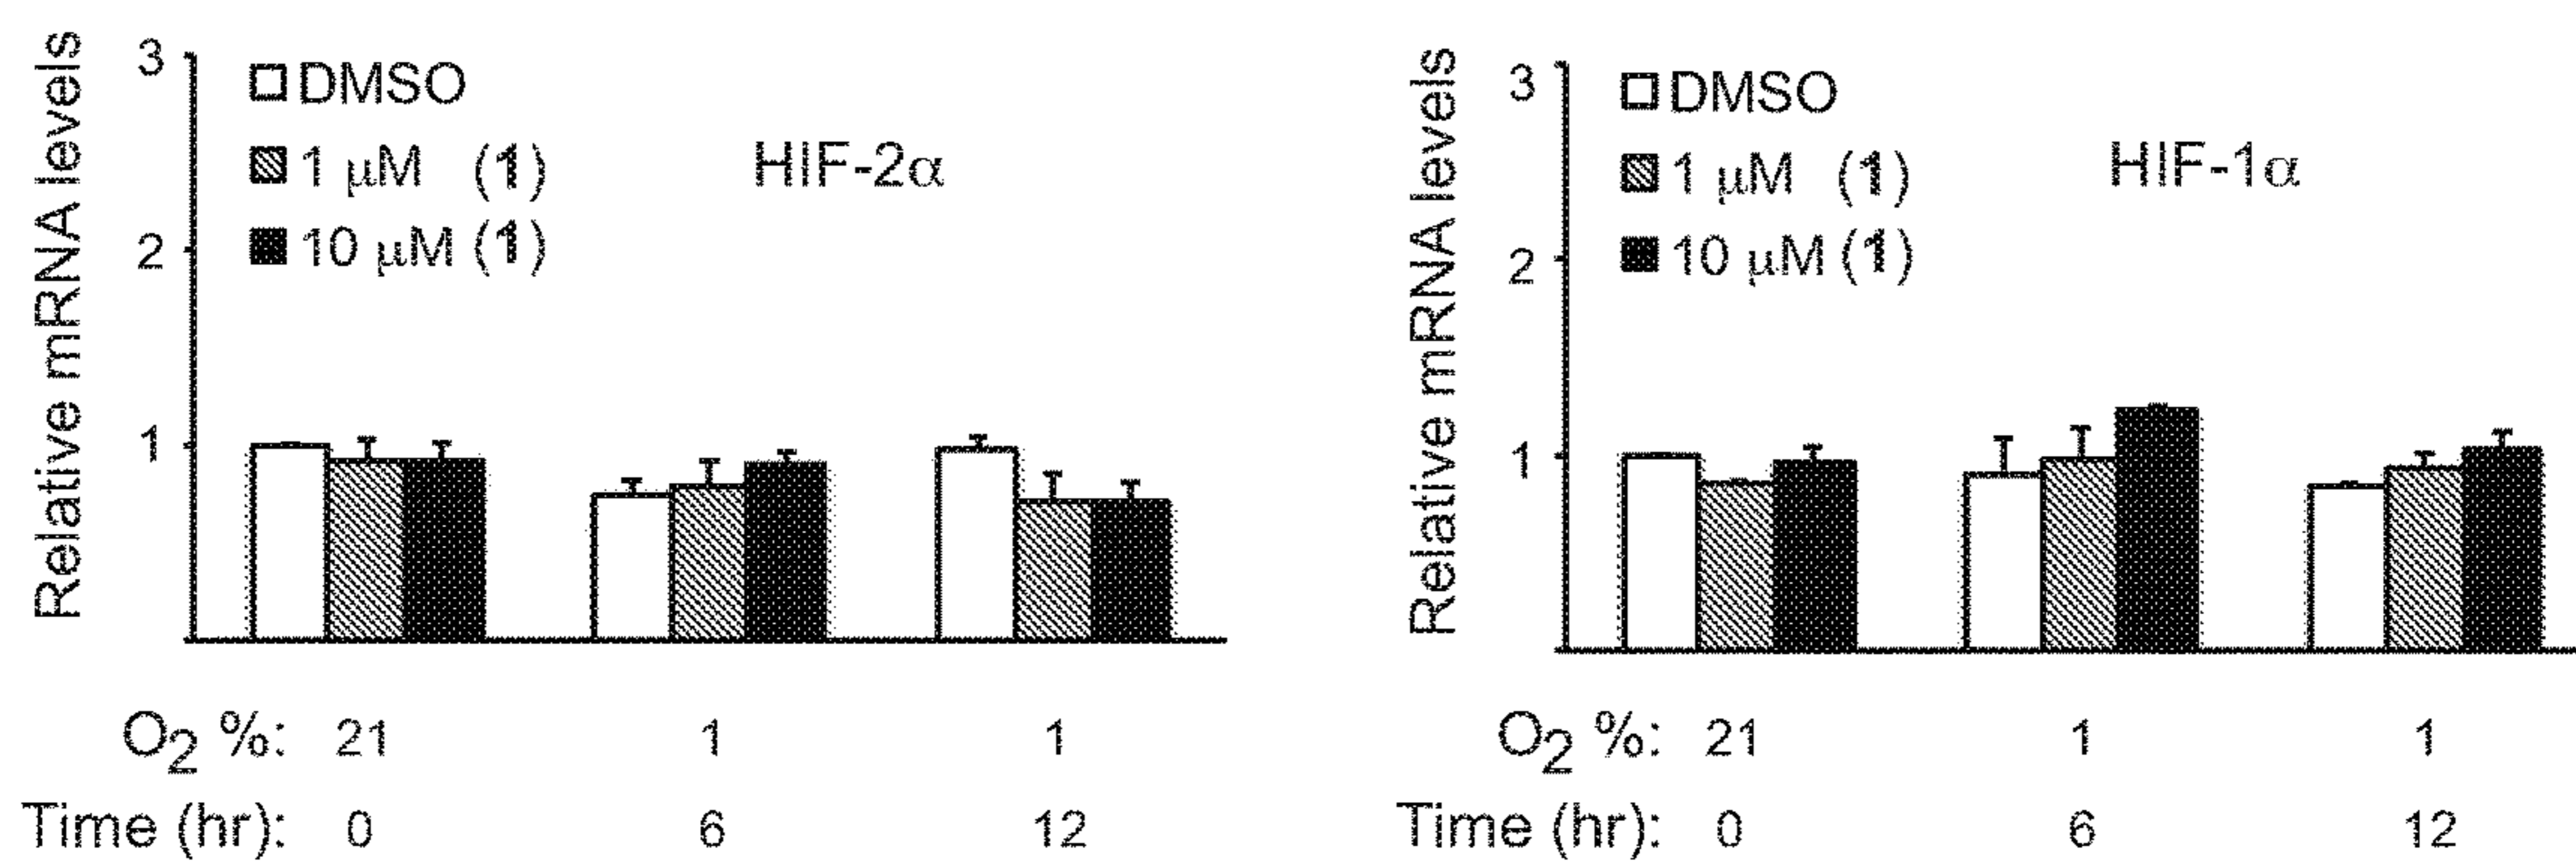 Relative mRNA levels
3
2
1
DMSO
1 μM (1)
10 μM (1)
HIF-2α
O2 %: 21 1 1
Time (hr): 0 6 12
Relative mRNA levels
3
2
1
DMSO
1 μM (1)
10 μM (1)
HIF-1α
O2 %: 21 1 1
Time (hr): 0 6 12